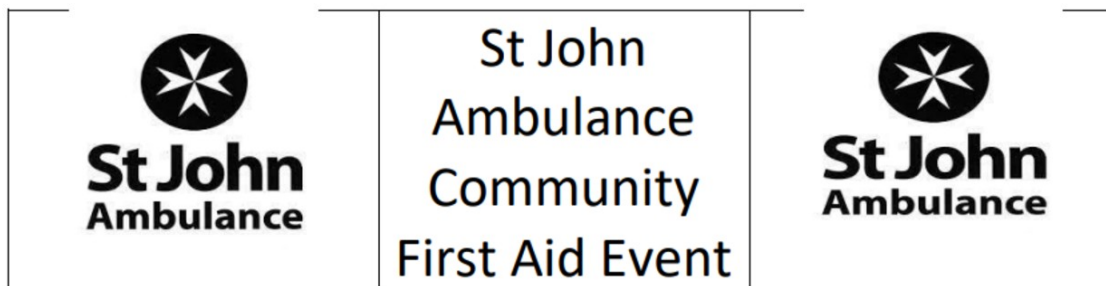 St John
Ambulance
St John
Ambulance
Community
First Aid Event
St John
Ambulance